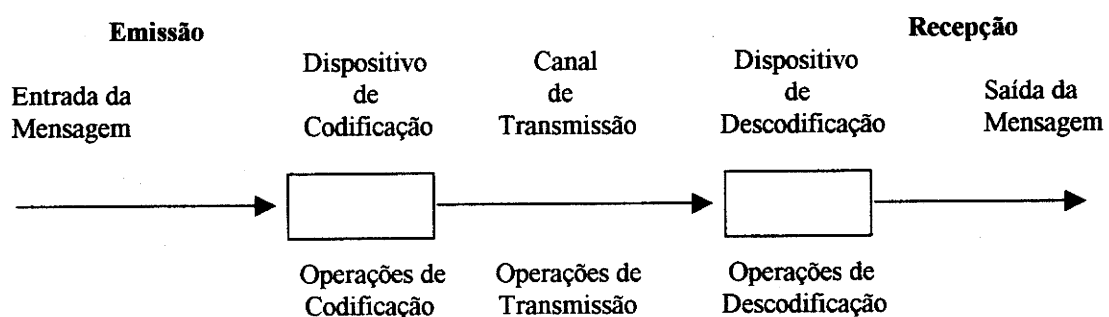 Emissão
Recepção
Entrada da
Mensagem
Dispositivo
de
Codificação
Canal
de
Transmissão
Dispositivo
de
Descodificação
Saída da
Mensagem
Operações de
Codificação
Operações de
Transmissão
Operações de
Descodificação